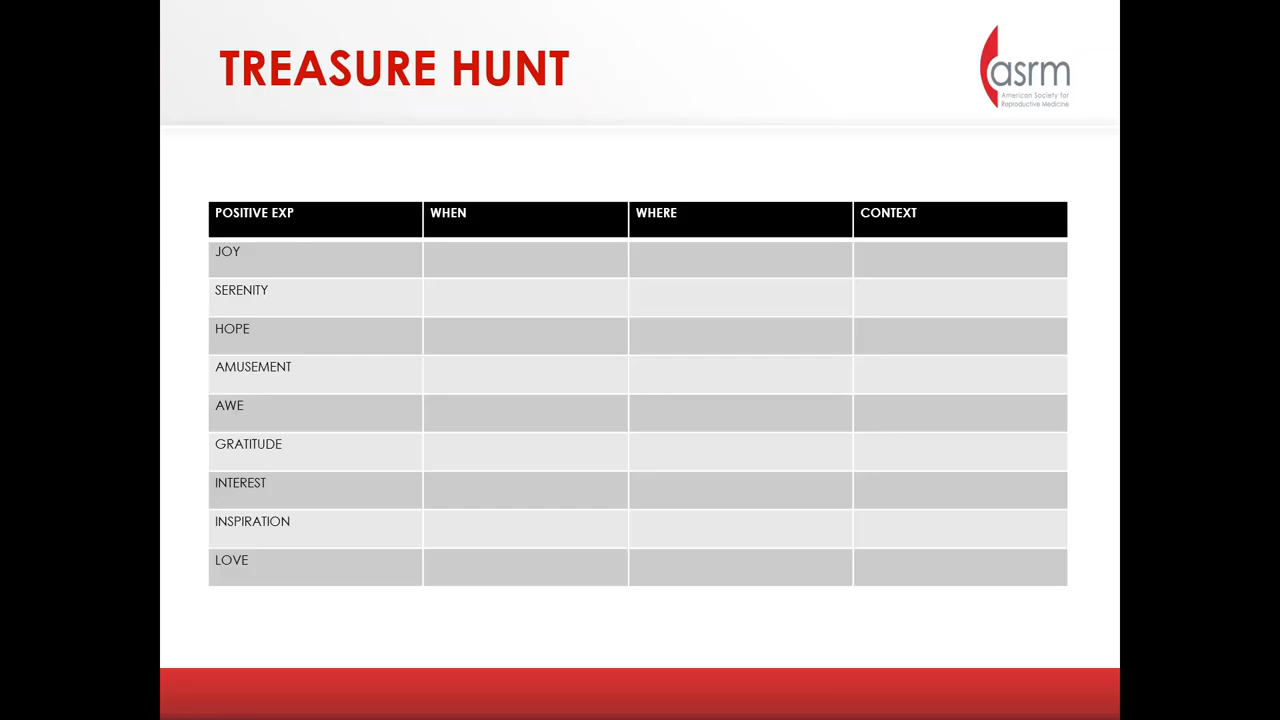 TREASURE HUNT
asrm
American Society for
Reproductive Medicine
POSITIVE EXP WHEN WHERE CONTEXT
JOY
SERENITY
HOPE
AMUSEMENT
AWE
GRATITUDE
INTEREST
INSPIRATION
LOVE